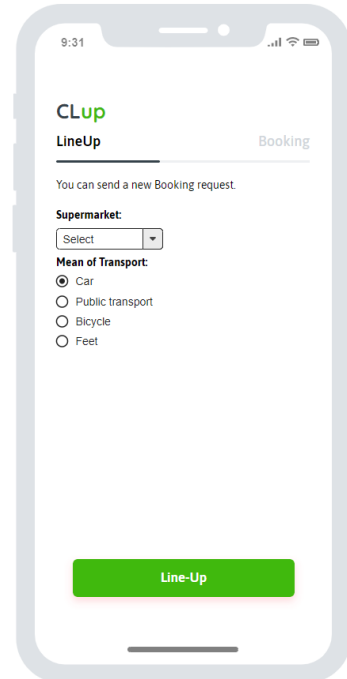 9:31
CLup
LineUp Booking
You can send a new Booking request.
Supermarket:
Select
Mean of Transport:
Car
Public transport
Bicycle
Feet
Line-Up